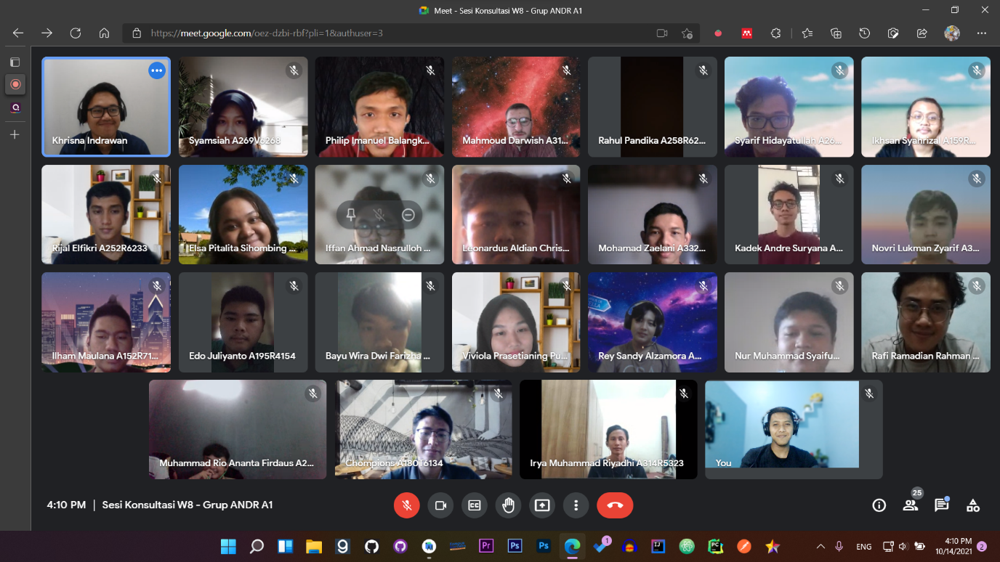 Meet - Sesi Konsultasi W8 - Grup ANDR A1
https://meet.google.com/oez-dzbi-rbf?pli=1&authuser=3
Khrisna Indrawan
Syamsiah A269V6268
Philip Imanuel Balangk...
Mahmoud Darwish A31...
Rahul Pandika A258R62...
Syarif Hidayatullah A26...
Ikhsan Syahrizal A159R...
Rijal Elfikri A252R6233
Elsa Pitalita Sihombing ...
Iffan Ahmad Nasrulloh ...
Leonardus Aldian Chris...
Mohamad Zaelani A332...
Kadek Andre Suryana A...
Novri Lukman Zyarif A3...
Ilham Maulana A152R71...
Edo Juliyanto A195R4154
Bayu Wira Dwi Farizha ...
Viviola Prasetianing Pu...
Rey Sandy Alzamora A...
Nur Muhammad Syaifu...
Rafi Ramadian Rahman ...
Muhammad Rio Ananta Firdaus A2...
Chompions A180T6134
Irya Muhammad Riyadhi A314R5323
You
4:10 PM | Sesi Konsultasi W8 - Grup ANDR A1
25
ENG
4:10 PM
10/14/2021
2